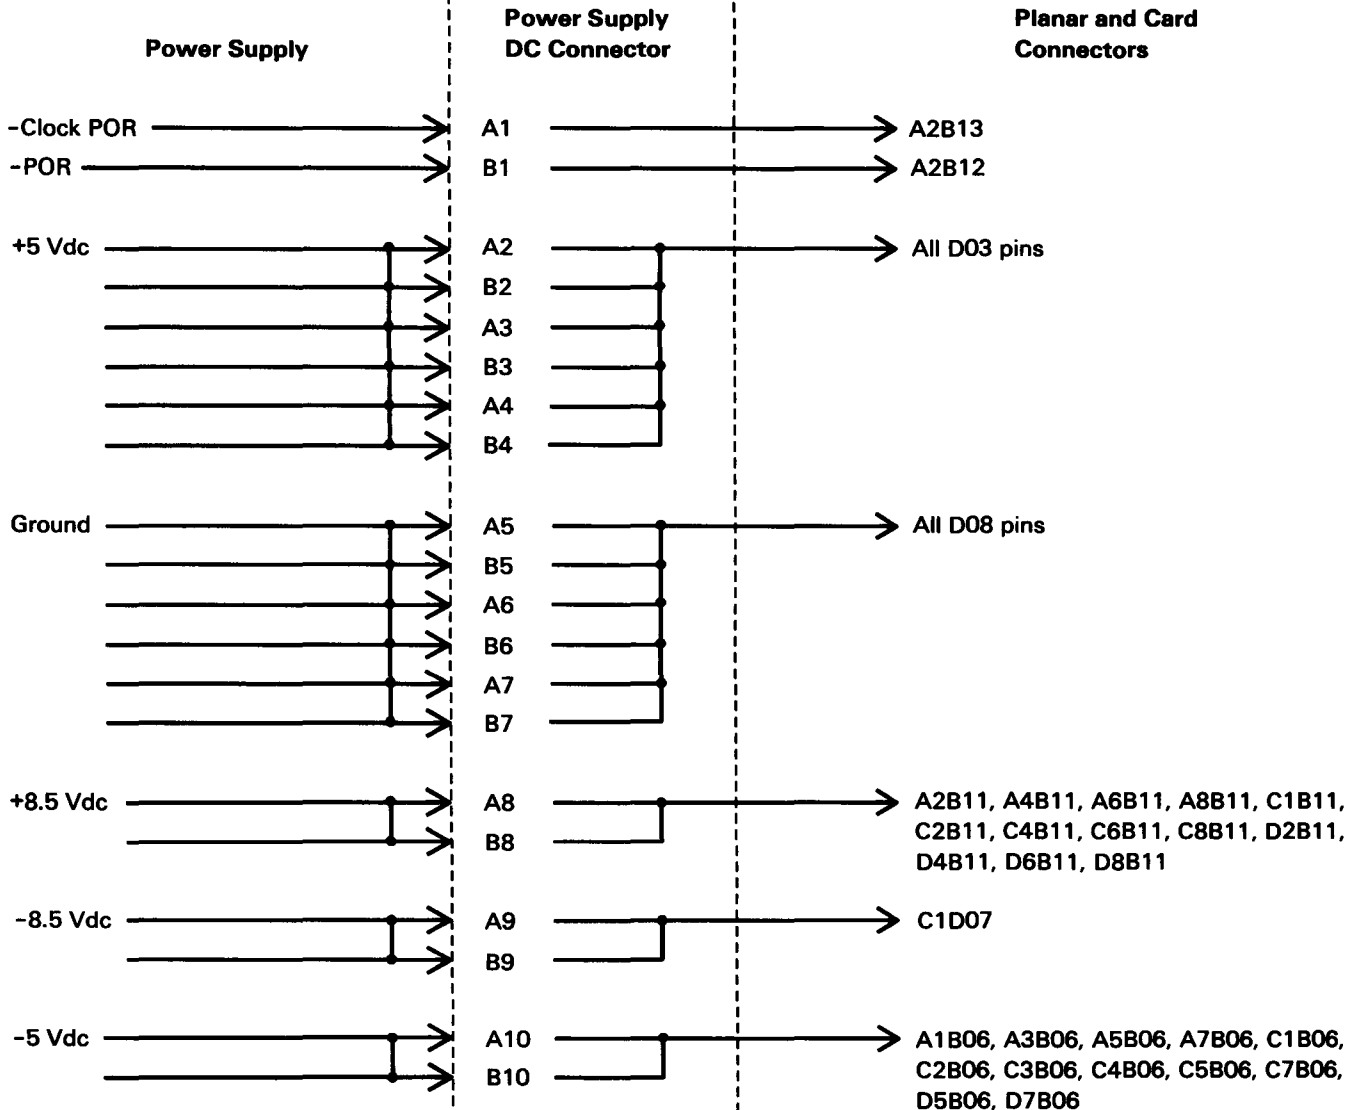 Power Supply
Power Supply
DC Connector
Planar and Card
Connectors
-Clock POR A1 A2B13
-POR B1 A2B12
+5 Vdc A2 All D03 pins
B2
A3
B3
A4
B4
Ground A5 All D08 pins
B5
A6
B6
A7
B7
+8.5 Vdc A8 A2B11, A4B11, A6B11, A8B11, C1B11,
B8 C2B11, C4B11, C6B11, C8B11, D2B11,
D4B11, D6B11, D8B11
-8.5 Vdc A9 C1D07
B9
-5 Vdc A10 A1B06, A3B06, A5B06, A7B06, C1B06,
B10 C2B06, C3B06, C4B06, C5B06, C7B06,
D5B06, D7B06